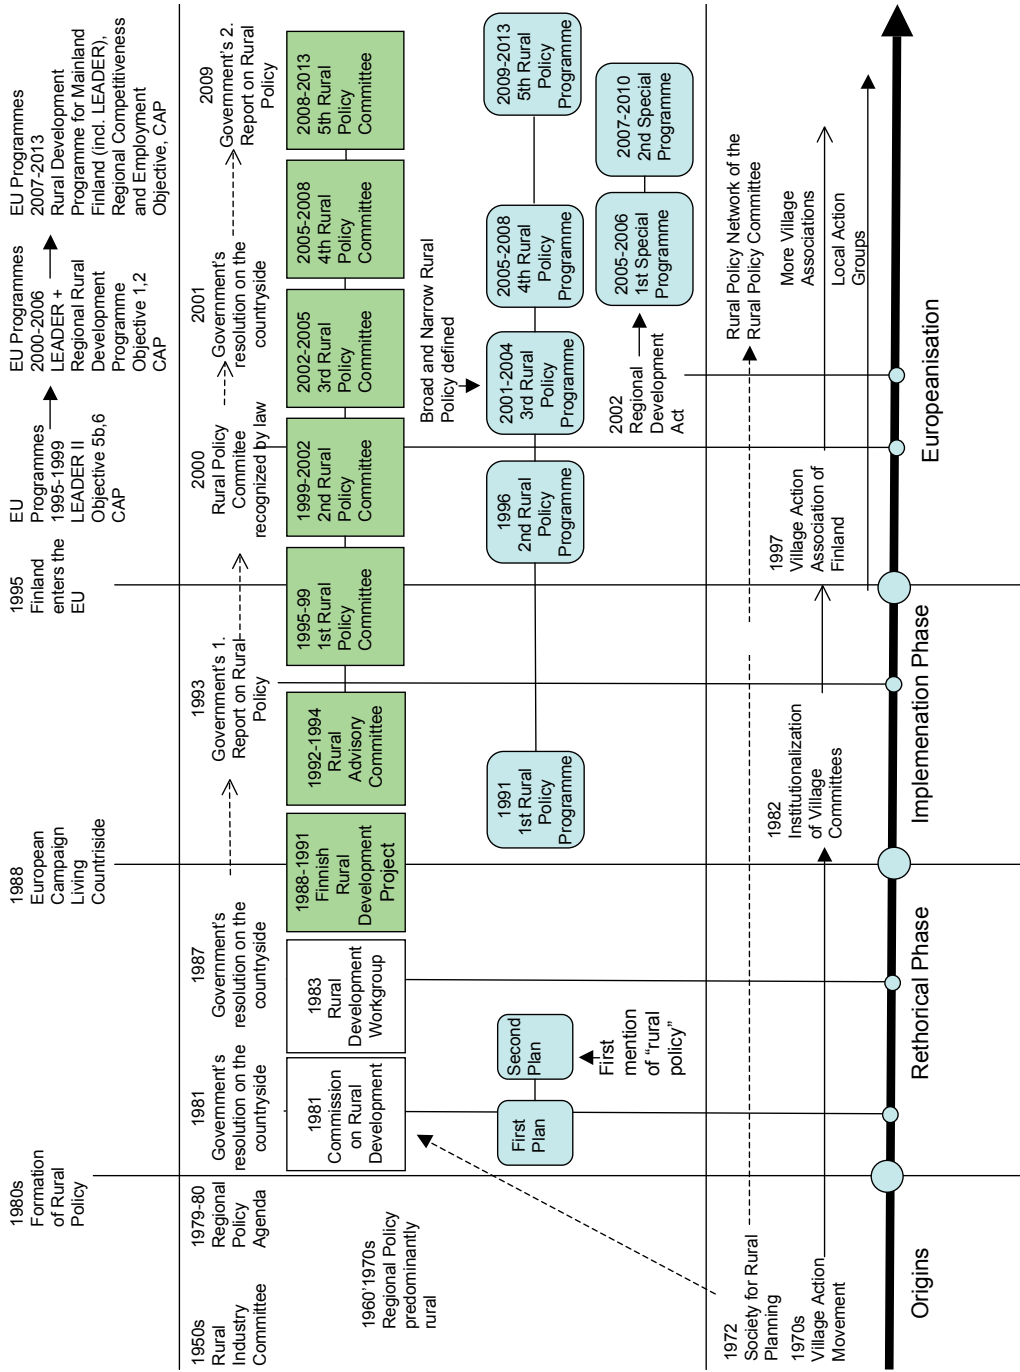 1980s
Formation
of Rural
Policy
1988
European
Campaign
Living
Countriside
1995
Finland
enters the
EU
EU
Programmes
1995-1999
LEADER II
Objective 5b,6
CAP
EU Programmes
2000-2006
LEADER +
Regional Rural
Development
Programme
Objective 1,2
CAP
EU Programmes
2007-2013
Rural Development
Programme for Mainland
Finland (incl. LEADER),
Regional Competitiveness
and Employment
Objective, CAP
1950s
Rural
Industry
Committee
1979-80
Regional
Policy
Agenda
1981
Government's
resolution on the
countryside
1987
Government's
resolution on the
countryside
1993
Government's 1.
Report on Rural
Policy
2000
Rural Policy
Commitee
recognized by law
2001
Government's
resolution on the
countryside
2009
Government's 2.
Report on Rural
Policy
1960'1970s
Regional Policy
predominantly
rural
1981
Commission
on Rural
Development
1983
Rural
Development
Workgroup
1988-1991
Finnish
Rural
Development
Project
1992-1994
Rural
Advisory
Committee
1995-99
1st Rural
Policy
Committee
1999-2002
2nd Rural
Policy
Committee
2002-2005
3rd Rural
Policy
Committee
2005-2008
4th Rural
Policy
Committee
2008-2013
5th Rural
Policy
Committee
Broad and Narrow Rural
Policy defined
First
Plan
Second
Plan
1991
1st Rural
Policy
Programme
1996
2nd Rural
Policy
Programme
2001-2004
3rd Rural
Policy
Programme
2005-2008
4th Rural
Policy
Programme
2009-2013
5th Rural
Policy
Programme
First
mention
of "rural
policy"
2002
Regional
Development
Act
2005-2006
1st Special
Programme
2007-2010
2nd Special
Programme
1972
Society for Rural
Planning
Rural Policy Network of the
Rural Policy Committee
1970s
Village Action
Movement
1982
Institutionalization
of Village
Committees
1997
Village Action
Association of
Finland
More Village
Associations
Local Action
Groups
Origins
Rethorical Phase
Implemenation Phase
Europeanisation